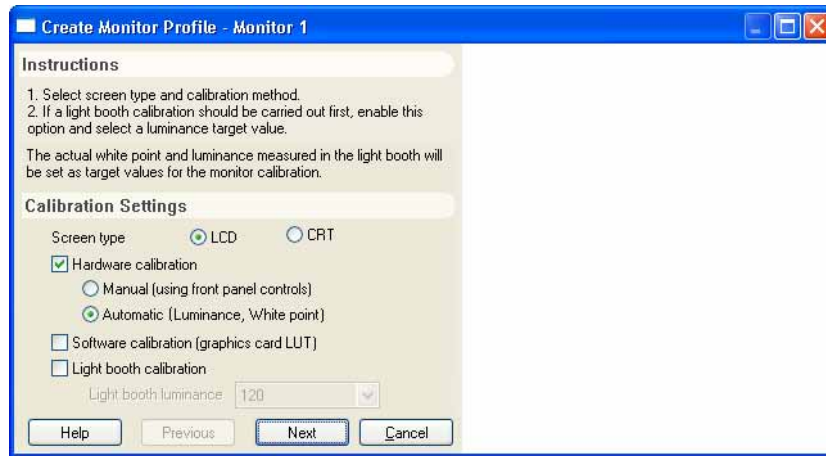 Create Monitor Profile - Monitor 1
Instructions
1. Select screen type and calibration method.
2. If a light booth calibration should be carried out first, enable this
option and select a luminance target value.
The actual white point and luminance measured in the light booth will
be set as target values for the monitor calibration.
Calibration Settings
Screen type LCD CRT
Hardware calibration
Manual (using front panel controls)
Automatic (Luminance, White point)
Software calibration (graphics card LUT)
Light booth calibration
Light booth luminance 120
Help Previous Next Cancel